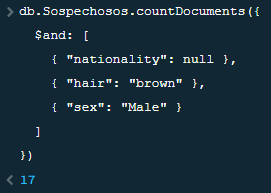 > db.Sospechosos.countDocuments({
$and: [
{ "nationality": null },
{ "hair": "brown" },
{ "sex": "Male" }
]
})
< 17